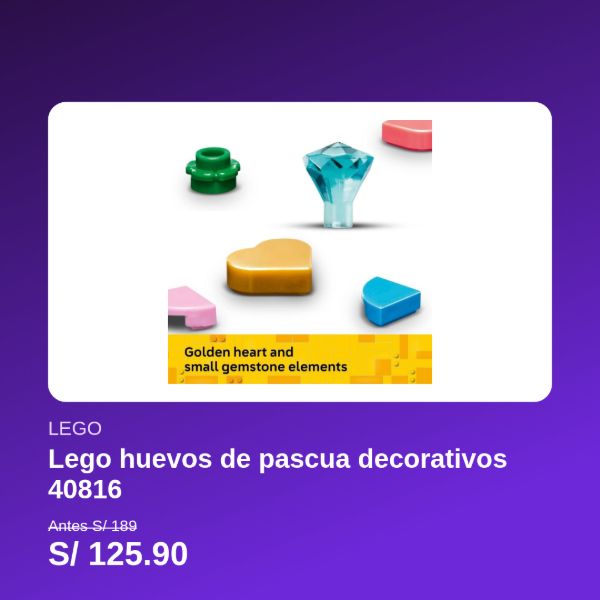 Golden heart and
small gemstone elements
LEGO
Lego huevos de pascua decorativos
40816
Antes S/ 189
S/ 125.90